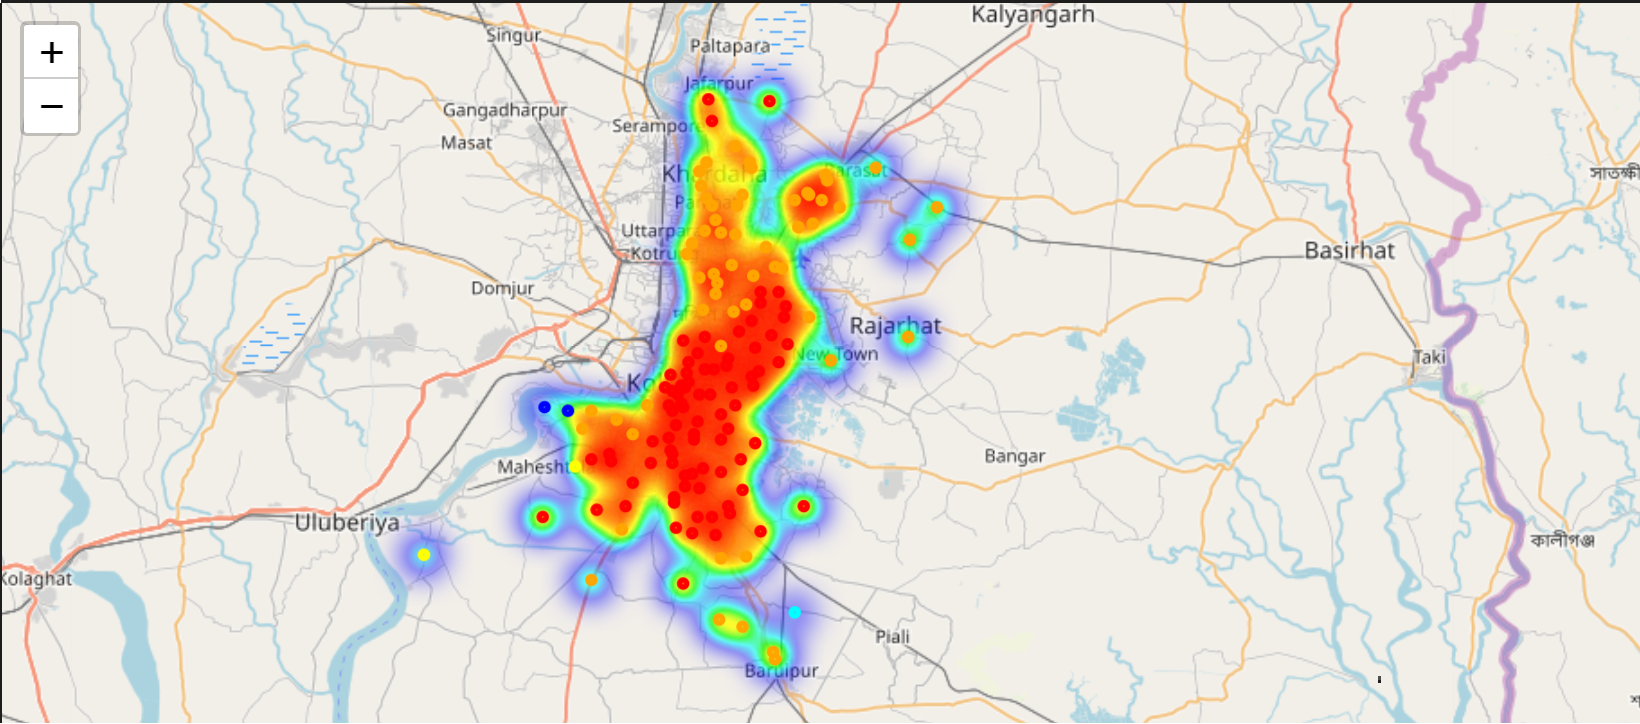 Kalyangarh
+
Singur
Paltapara
Jafarpur
−
Gangadharpur
Serampore
Masat
Khardaha
Barasat
সাতক্ষী
Uttarpara
Kotrung
Basirhat
Domjur
Rajarhat
New Town
Taki
Ko
Bangar
Mahesht
Uluberiya
কালীগঞ্জ
Kolaghat
Piali
Baruipur